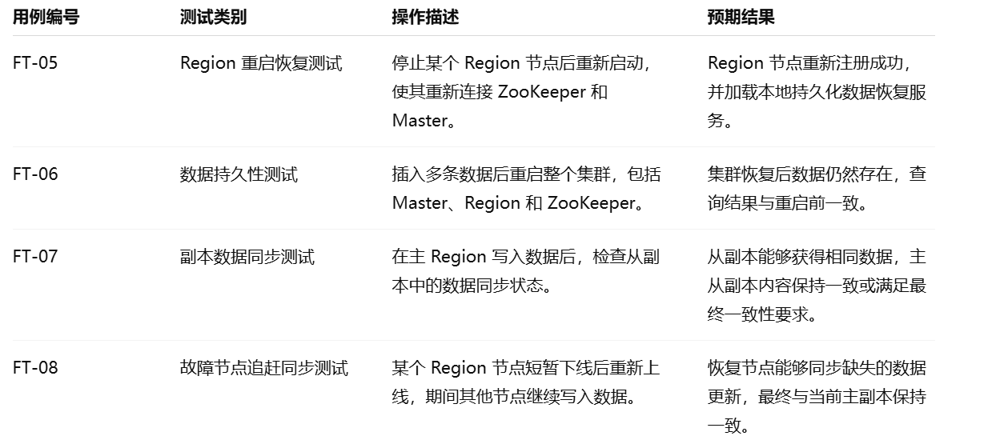 用例编号 测试类别 操作描述 预期结果
FT-05 Region 重启恢复测试 停止某个 Region 节点后重新启动， Region 节点重新注册成功，
使其重新连接 ZooKeeper 和 并加载本地持久化数据恢复服
Master。 务。
FT-06 数据持久性测试 插入多条数据后重启整个集群，包括 集群恢复后数据仍然存在，查
Master、Region 和 ZooKeeper。 询结果与重启前一致。
FT-07 副本数据同步测试 在主 Region 写入数据后，检查从副 从副本能够获得相同数据，主
本中的数据同步状态。 从副本内容保持一致或满足最
终一致性要求。
FT-08 故障节点追赶同步测试 某个 Region 节点短暂下线后重新上 恢复节点能够同步缺失的数据
线，期间其他节点继续写入数据。 更新，最终与当前主副本保持
一致。